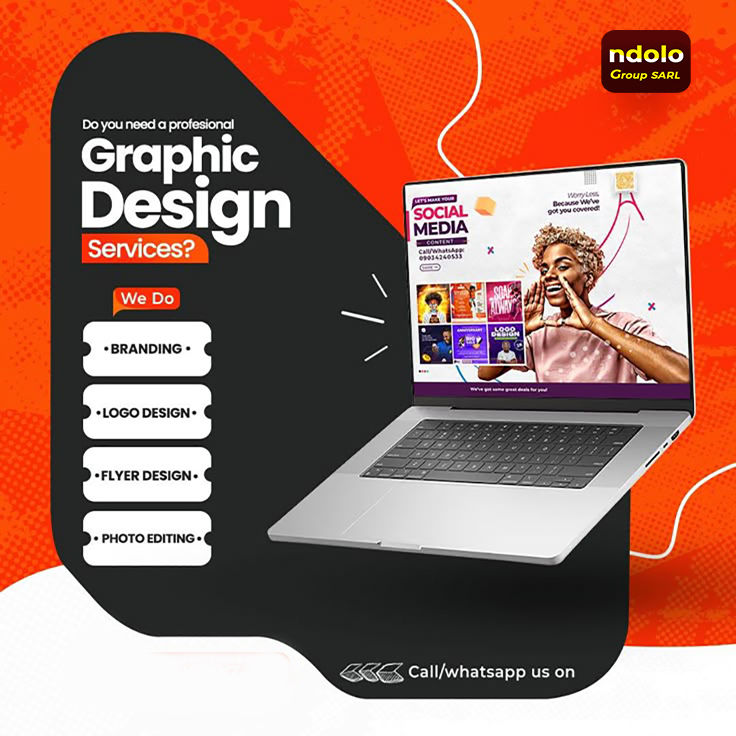 ndolo
Group SARL
Do you need a profesional
Graphic
Design
Services?
We Do
• BRANDING •
• LOGO DESIGN •
• FLYER DESIGN •
• PHOTO EDITING •
LET'S MAKE YOUR
SOCIAL
MEDIA
CONTENT
Call/WhatsApp:
09034240533
Worry Less,
Because We've
got you covered!
ANNIVERSARY
LOGO
DESIGN
We've got some great deals for you!
Call/whatsapp us on